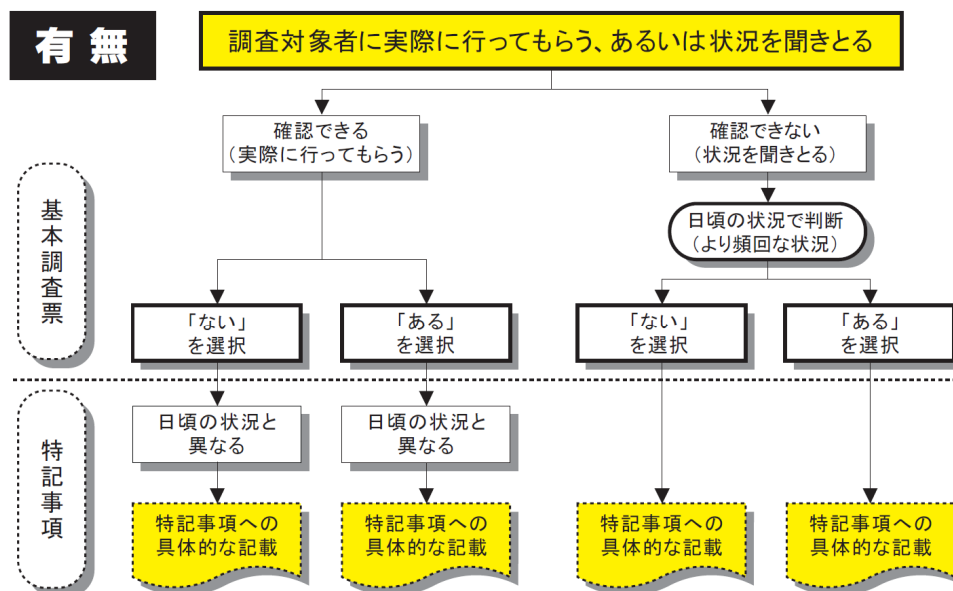 有無
調査対象者に実際に行ってもらう、あるいは状況を聞きとる
確認できる
（実際に行ってもらう）
確認できない
（状況を聞きとる）
日頃の状況で判断
（より頻回な状況）
基本調査票
「ない」
を選択
「ある」
を選択
「ない」
を選択
「ある」
を選択
特記事項
日頃の状況と
異なる
日頃の状況と
異なる
特記事項への
具体的な記載
特記事項への
具体的な記載
特記事項への
具体的な記載
特記事項への
具体的な記載